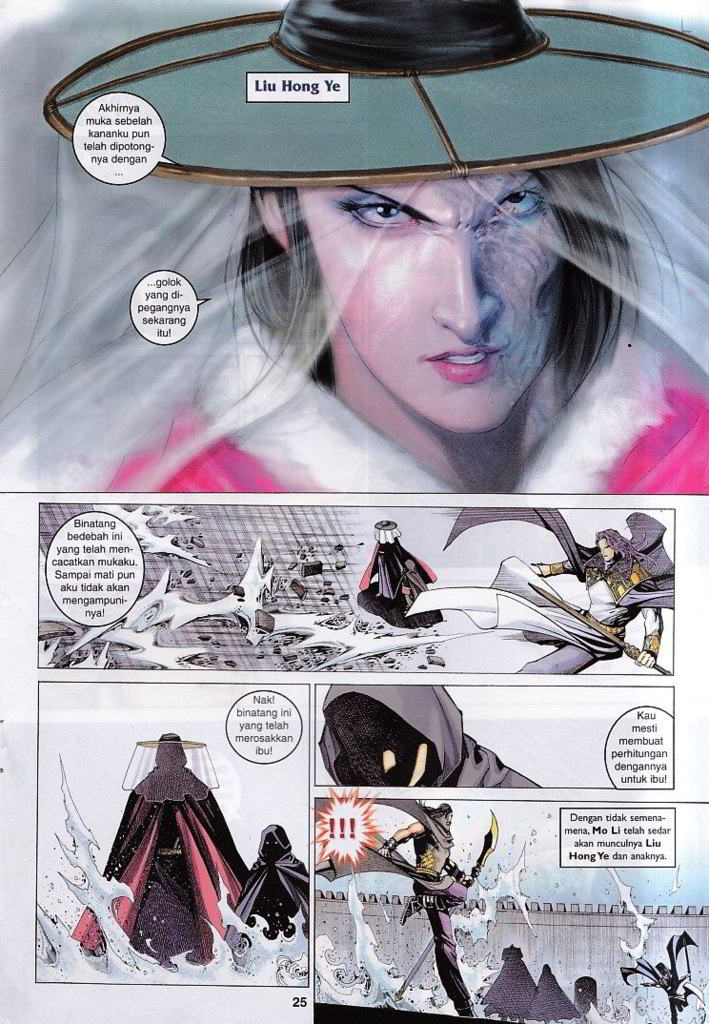 Liu Hong Ye
Akhirnya
muka sebelah
kananku pun
telah dipotong-
nya dengan
...
...golok
yang di-
pegangnya
sekarang
itu!
Binatang
bedebah ini
yang telah men-
cacatkan mukaku.
Sampai mati pun
aku tidak akan
mengampuni-
nya!
Nak!
binatang ini
yang telah
merosakkan
ibu!
Kau
mesti
membuat
perhitungan
dengannya
untuk ibu!
!!!
Dengan tidak semena-
mena, Mo Li telah sedar
akan munculnya Liu
Hong Ye dan anaknya.
25